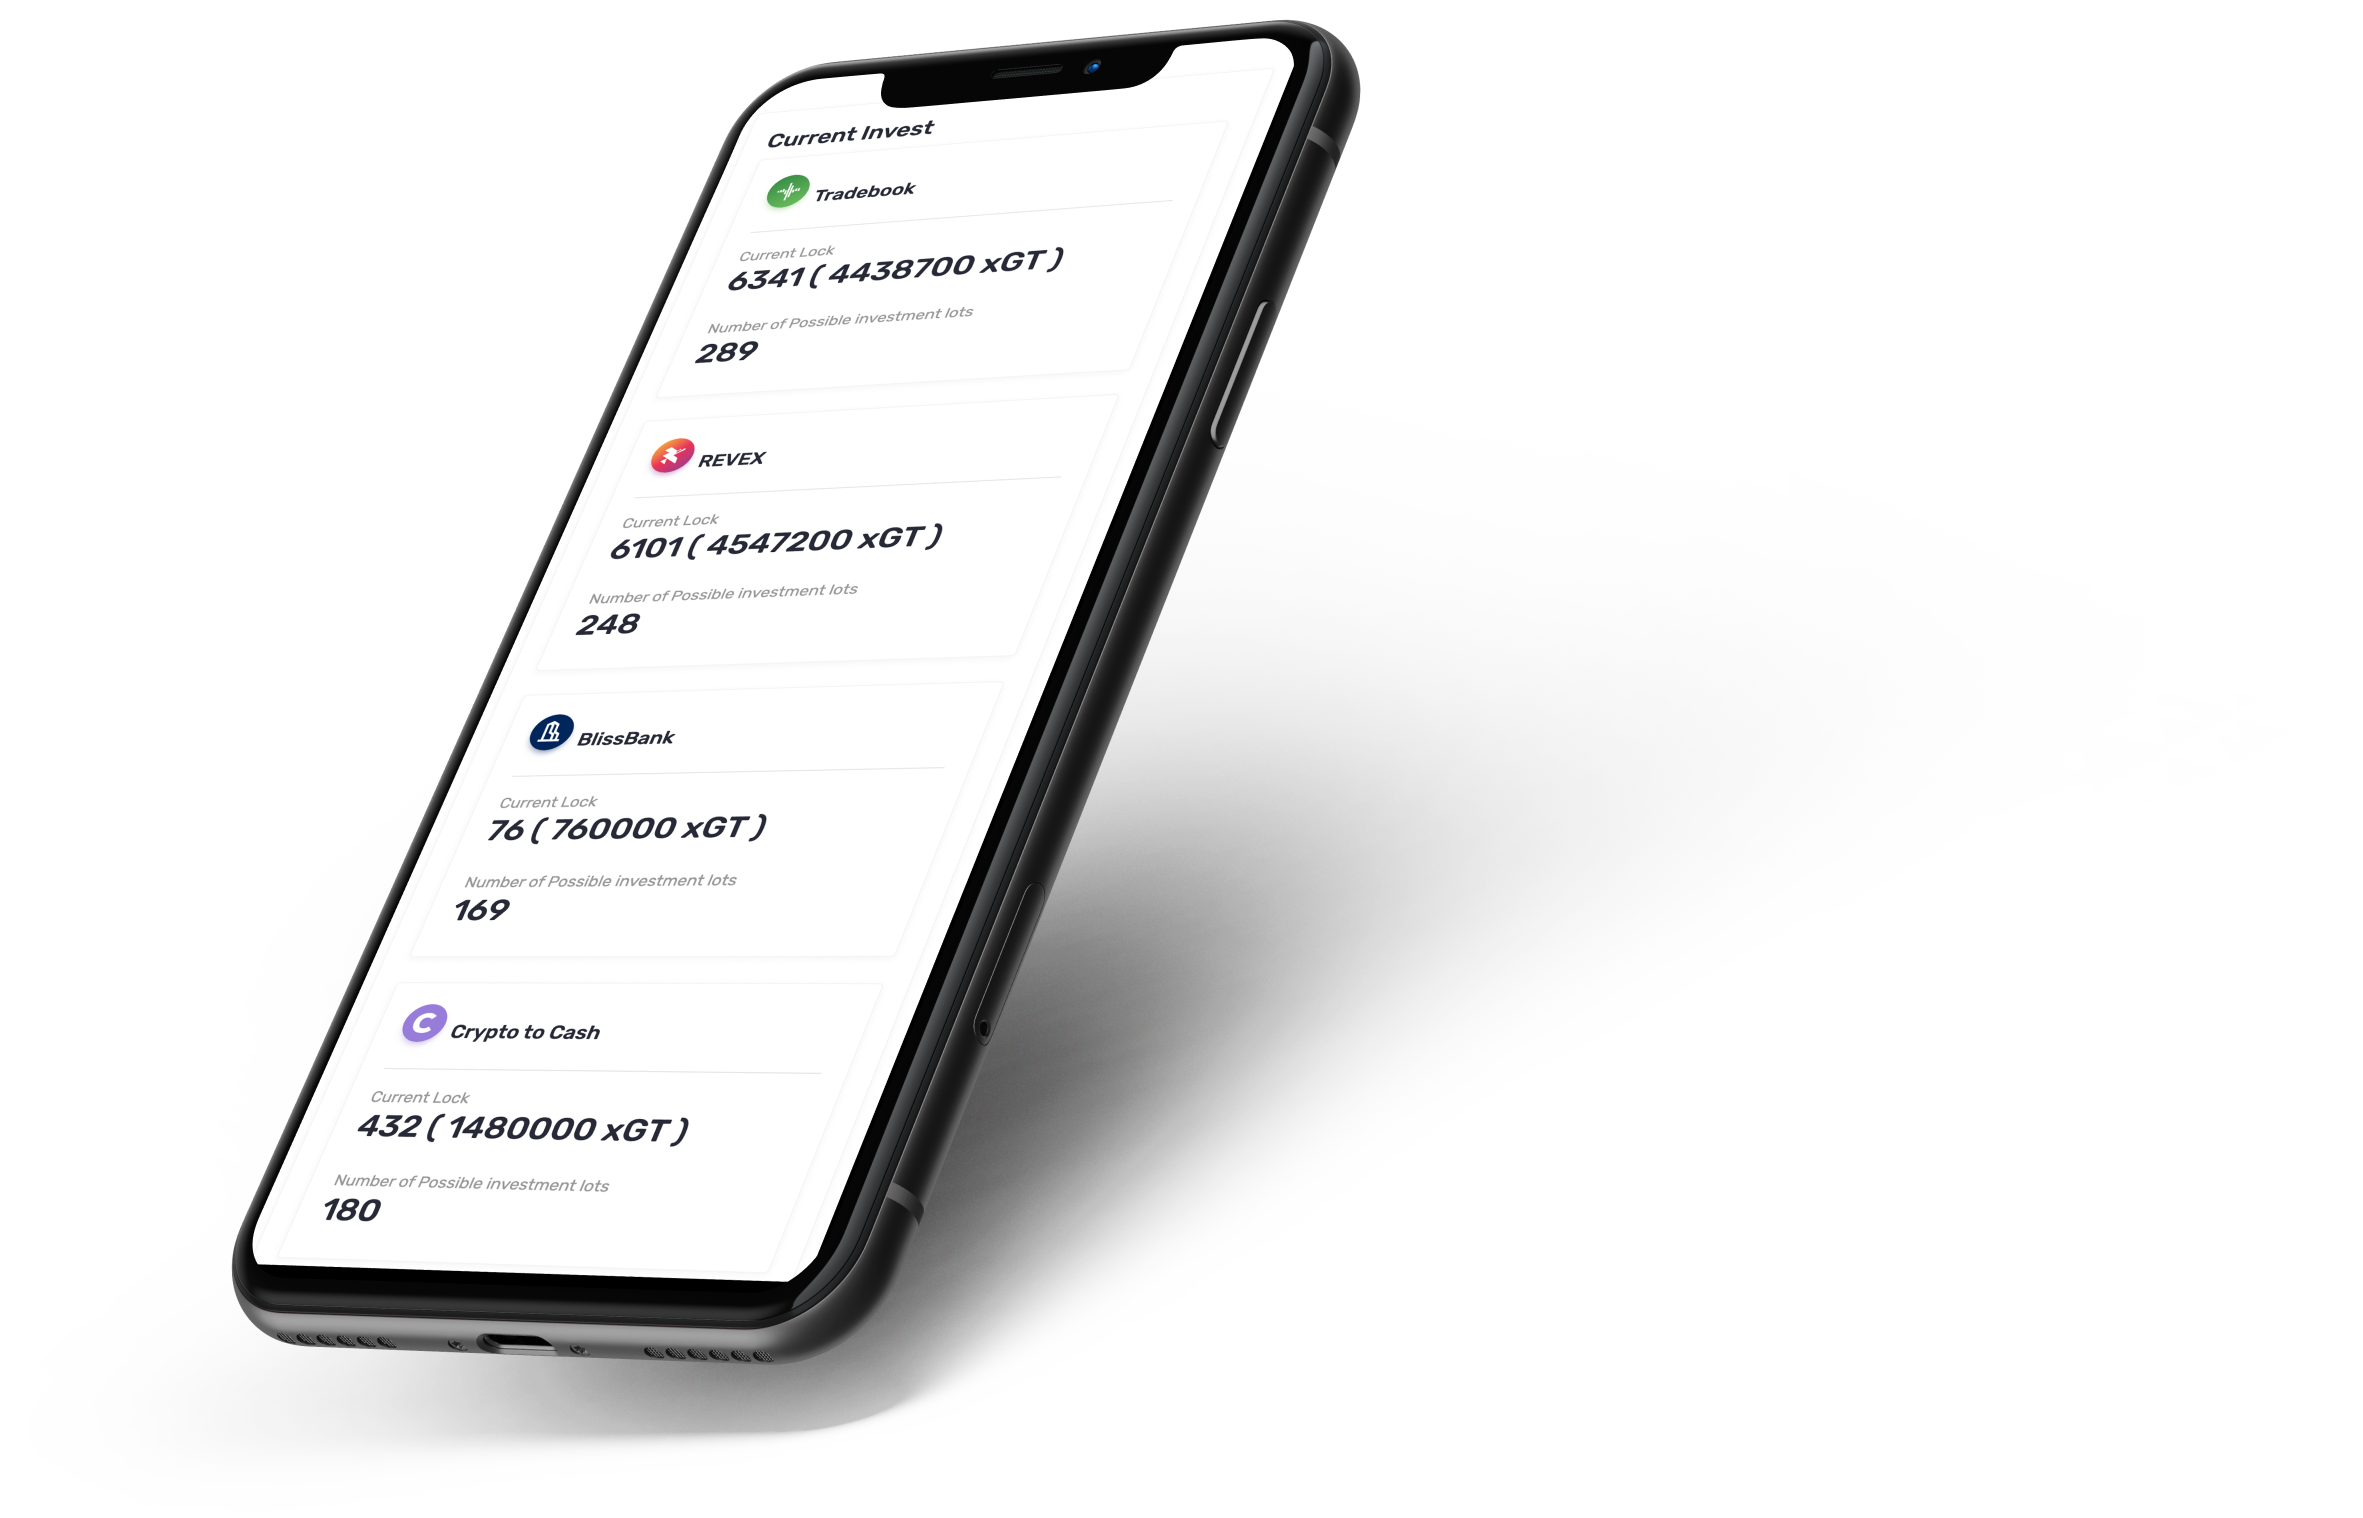 Current Invest
Tradebook
Current Lock
6341 ( 4438700 xGT )
Number of Possible investment lots
289
REVEX
Current Lock
6101 ( 4547200 xGT )
Number of Possible investment lots
248
BlissBank
Current Lock
76 ( 760000 xGT )
Number of Possible investment lots
169
C
Crypto to Cash
Current Lock
432 ( 1480000 xGT )
Number of Possible investment lots
180